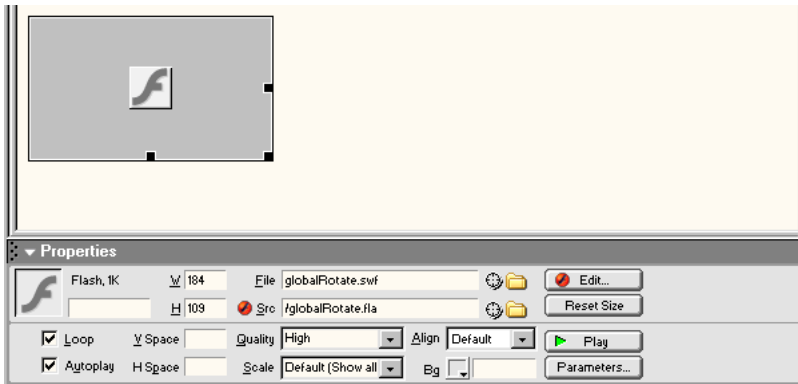 Properties
Flash, 1K W 184 File globalRotate.swf Edit...
H 109 Src /globalRotate.fla Reset Size
Loop V Space Quality High Align Default Play
Autoplay H Space Scale Default (Show all Bg Parameters...